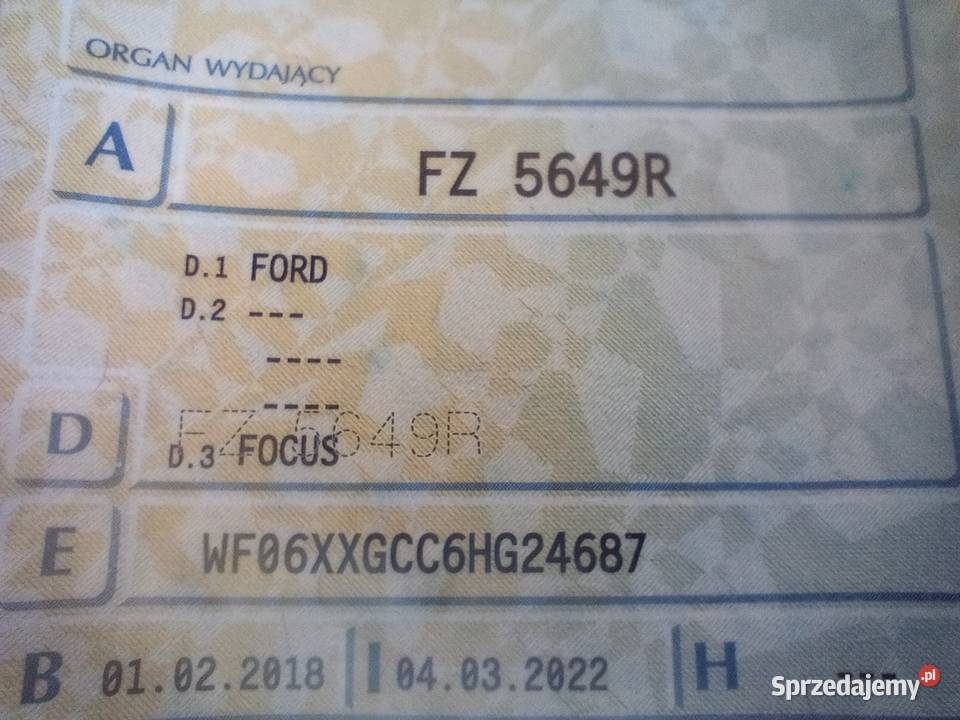 ORGAN WYDAJĄCY
A FZ 5649R
D.1 FORD
D.2 ---
----
----
FZ 5649R
D D.3 FOCUS
E WF06XXGCC6HG24687
B 01.02.2018 I 04.03.2022 H ---
Sprzedajemy.pl